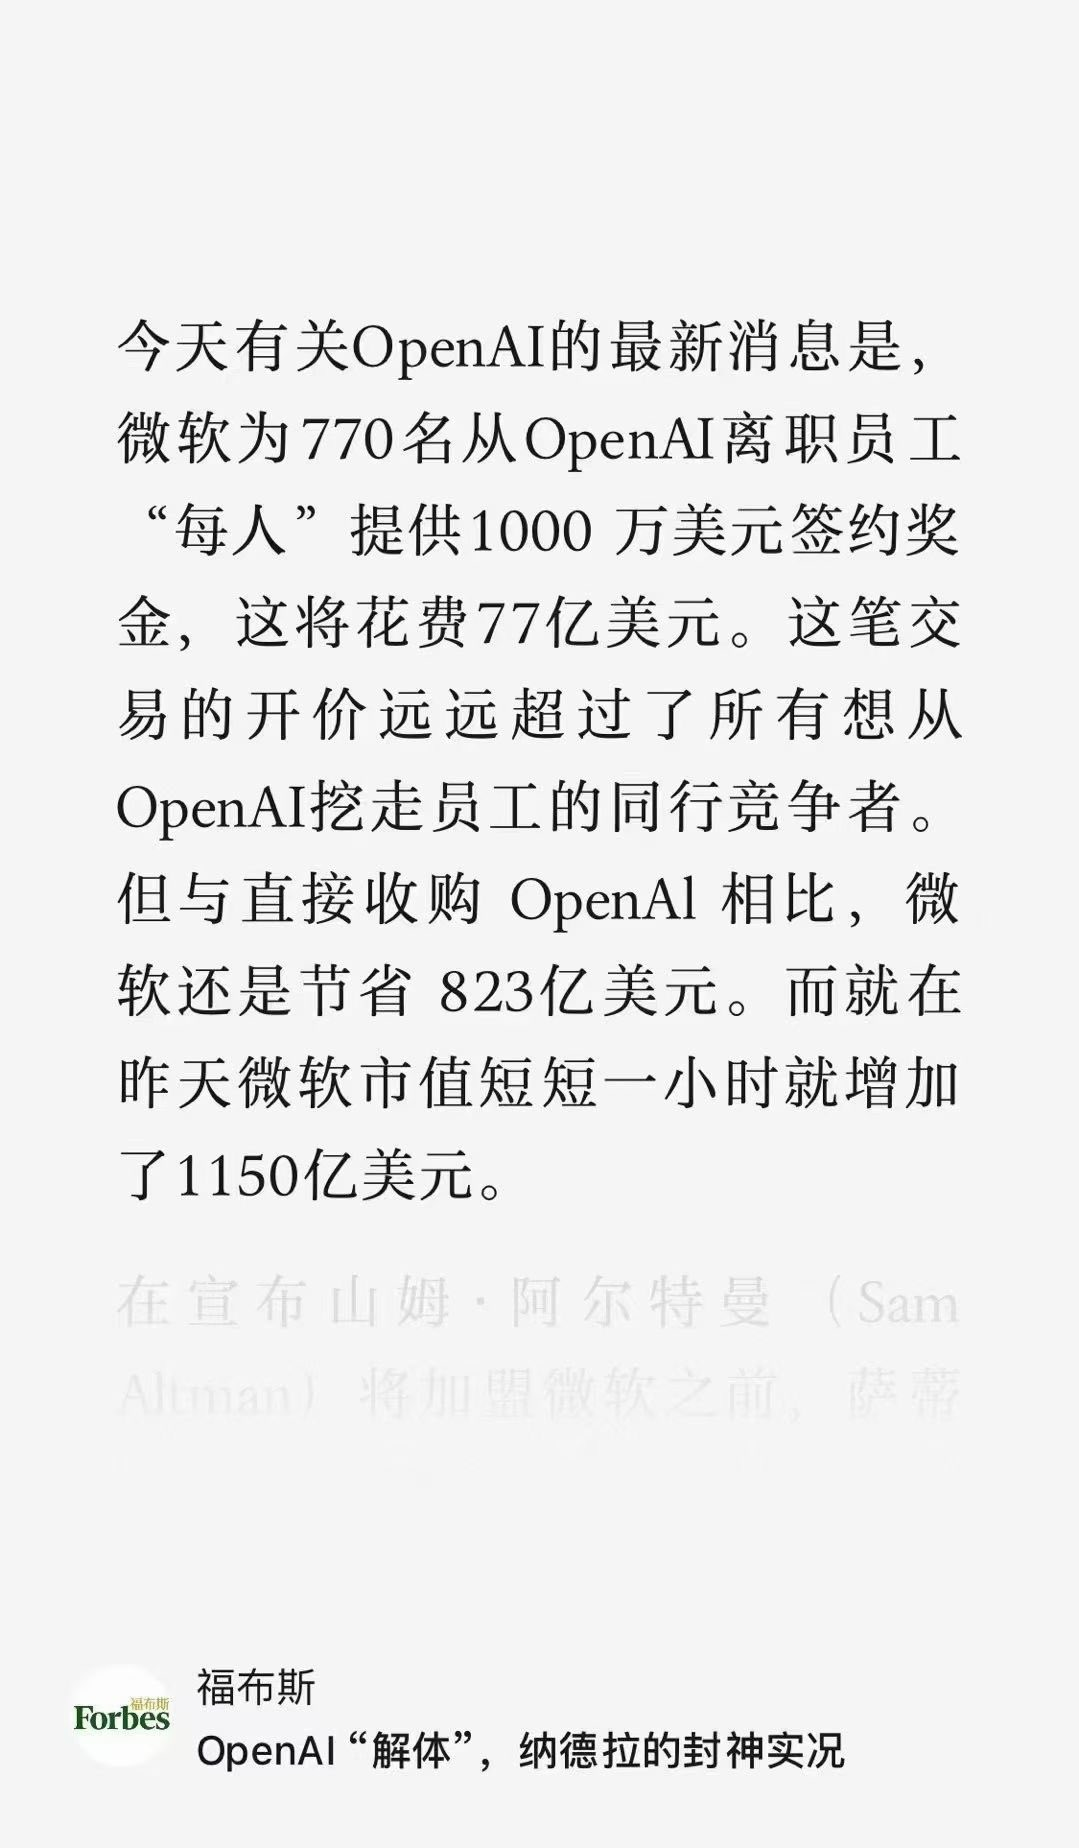 今天有关OpenAI的最新消息是，
微软为770名从OpenAI离职员工
“每人”提供1000 万美元签约奖
金，这将花费77亿美元。这笔交
易的开价远远超过了所有想从
OpenAI挖走员工的同行竞争者。
但与直接收购 OpenAl 相比，微
软还是节省 823亿美元。而就在
昨天微软市值短短一小时就增加
了1150亿美元。
在宣布山姆·阿尔特曼（Sam
Altman）将加盟微软之前，萨蒂
福布斯
Forbes
福布斯
OpenAI “解体”，纳德拉的封神实况